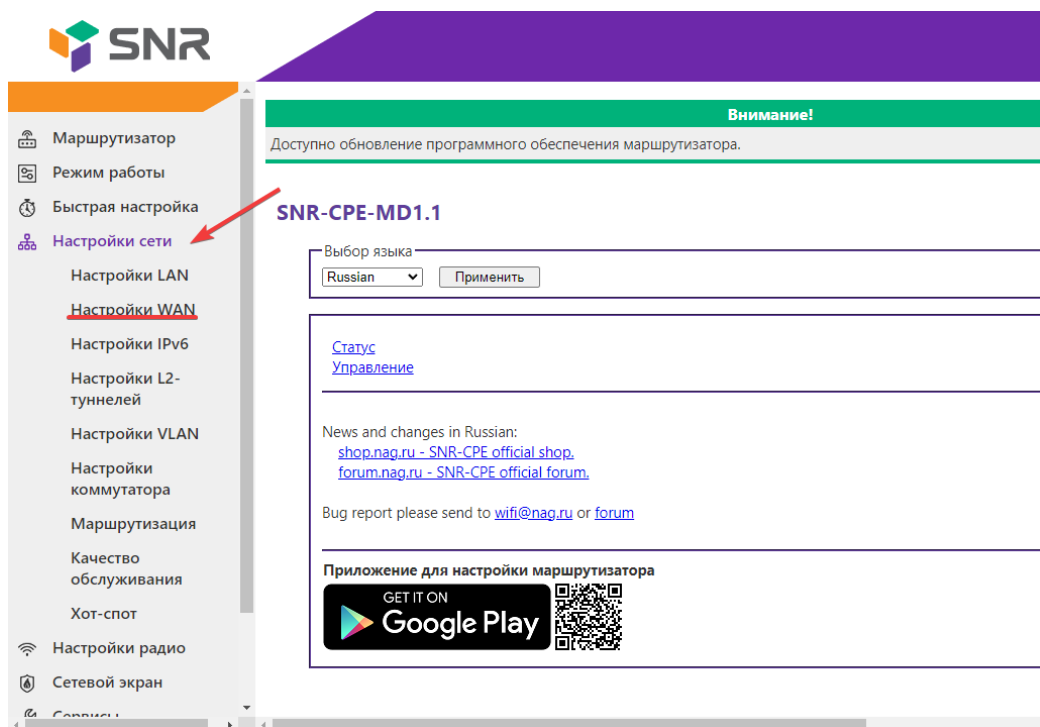 SNR
Маршрутизатор
Режим работы
Быстрая настройка
Настройки сети
Настройки LAN
Настройки WAN
Настройки IPv6
Настройки L2-
туннелей
Настройки VLAN
Настройки
коммутатора
Маршрутизация
Качество
обслуживания
Хот-спот
Настройки радио
Сетевой экран
Сервисы
Внимание!
Доступно обновление программного обеспечения маршрутизатора.
SNR-CPE-MD1.1
Выбор языка
Russian Применить
Статус
Управление
News and changes in Russian:
shop.nag.ru - SNR-CPE official shop.
forum.nag.ru - SNR-CPE official forum.
Bug report please send to wifi@nag.ru or forum
Приложение для настройки маршрутизатора
GET IT ON
Google Play